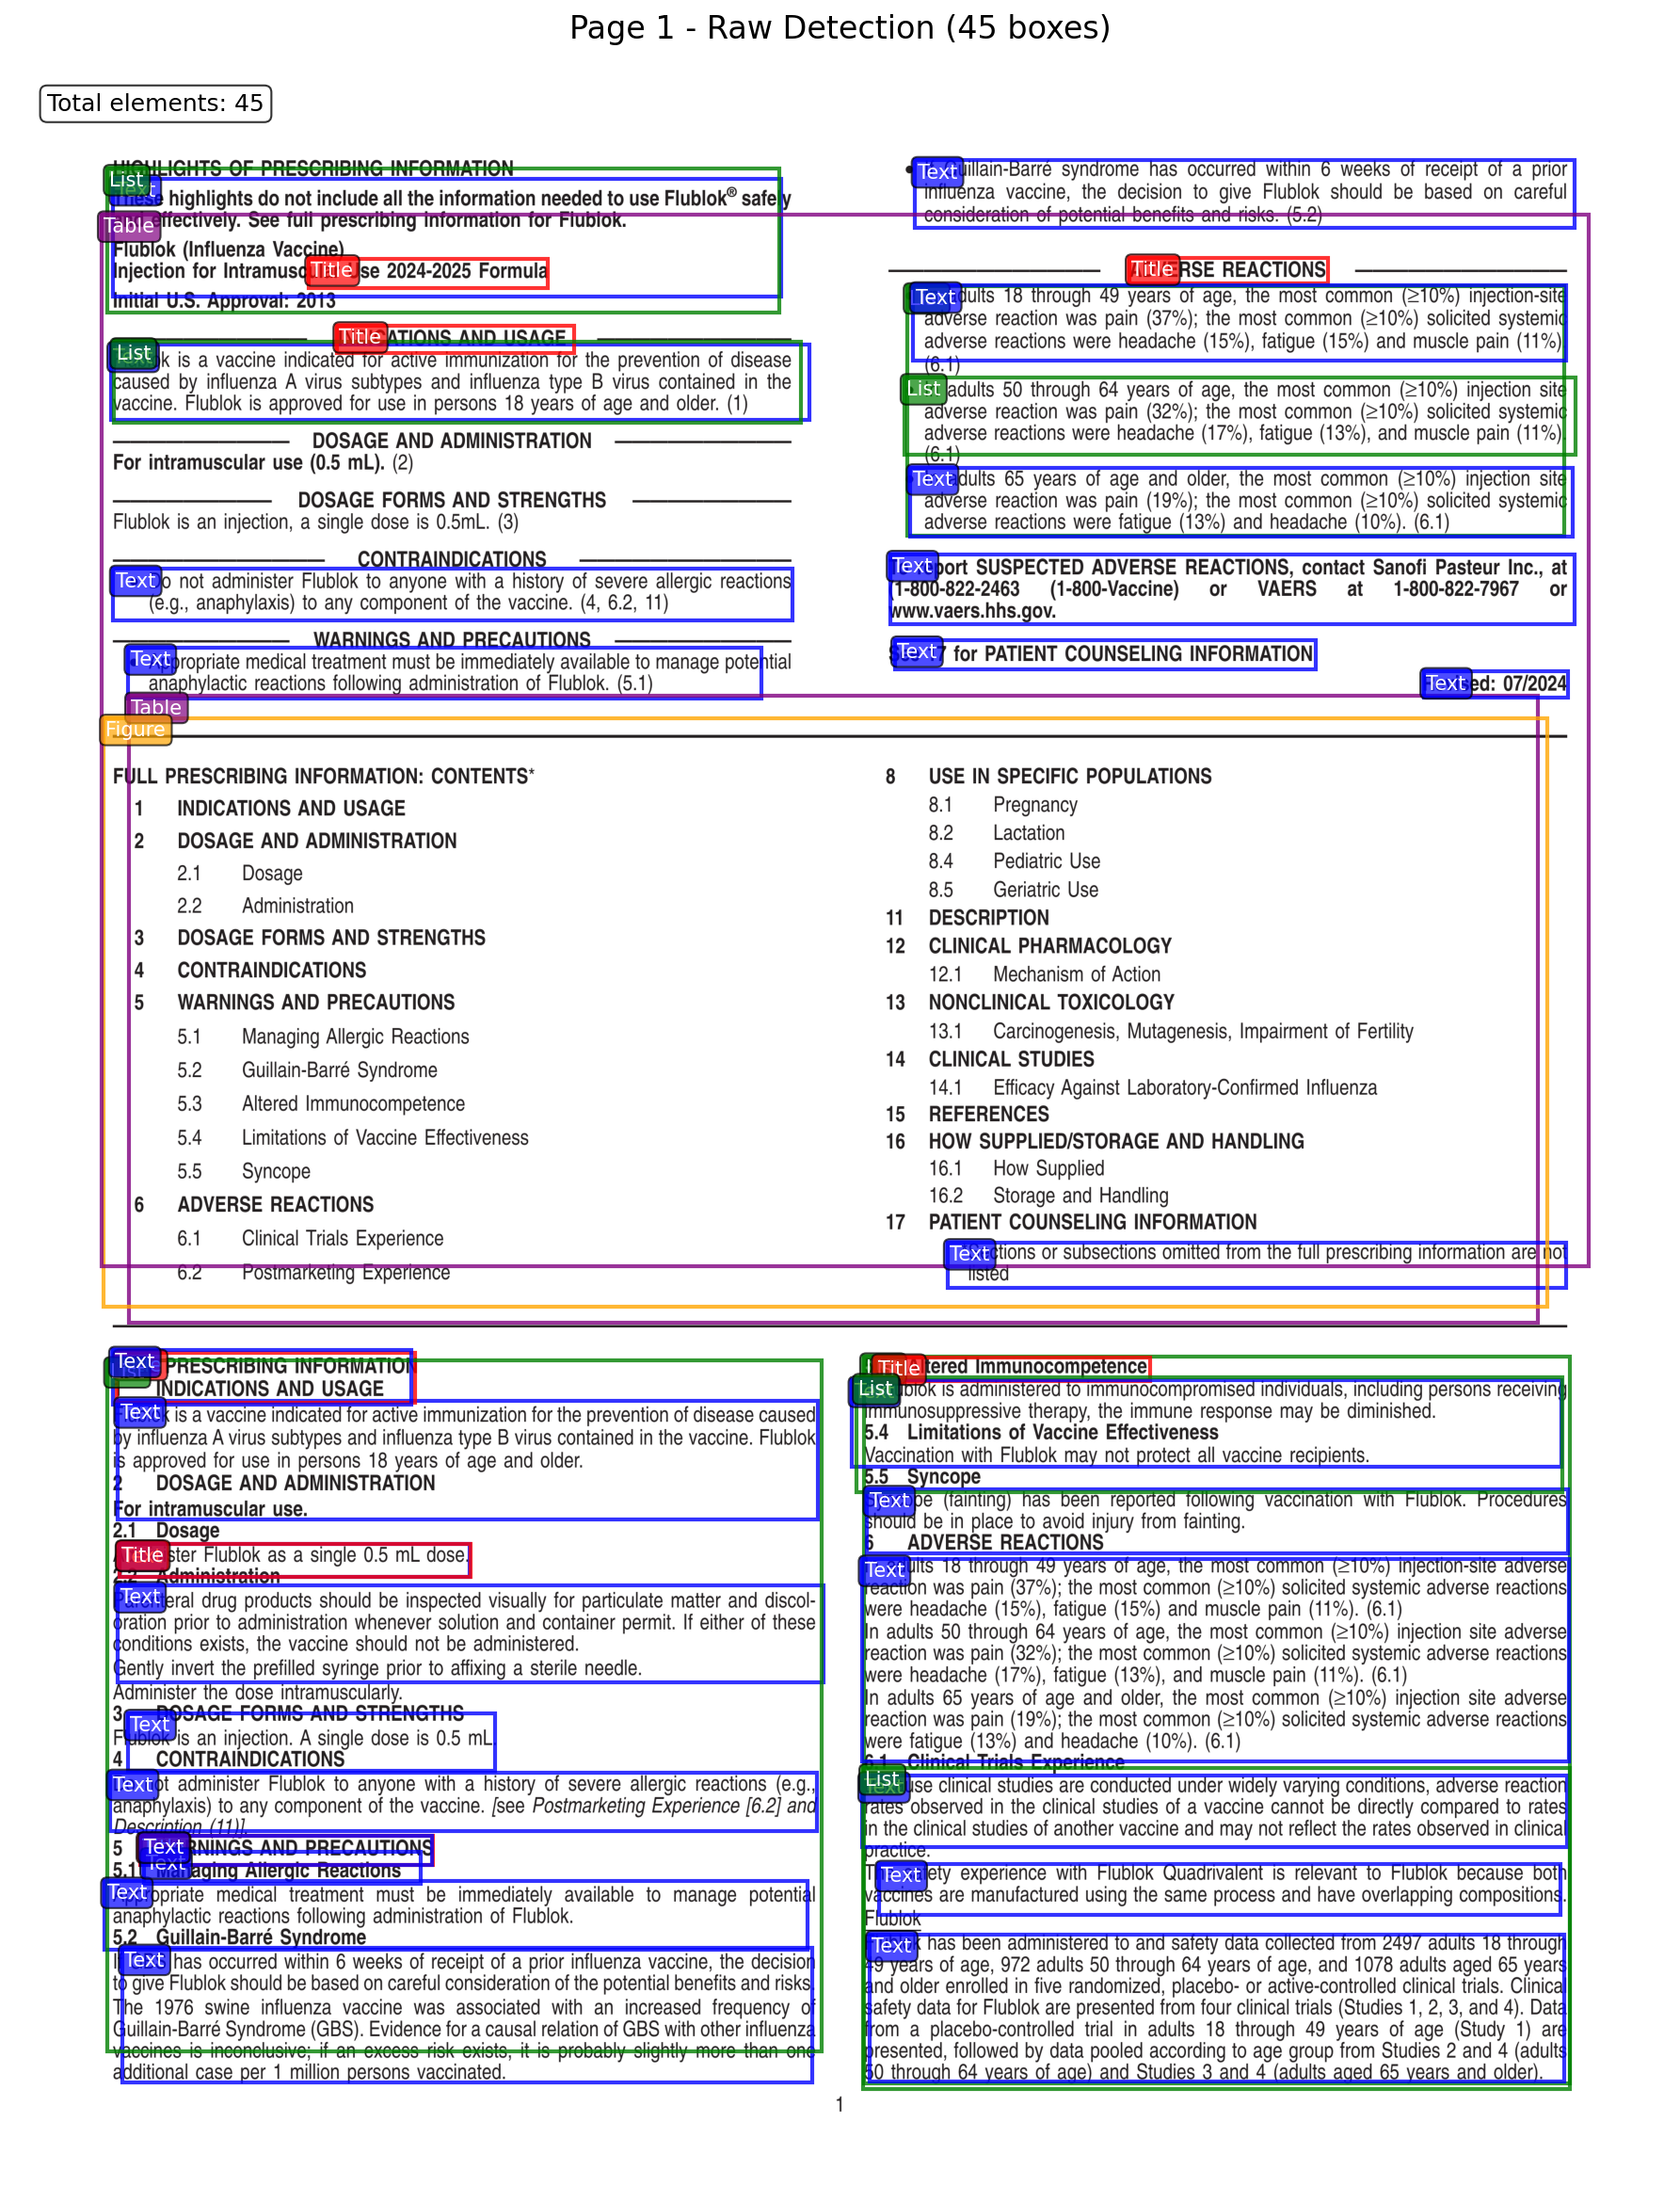 Page 1 - Raw Detection (45 boxes)
Total elements: 45
HIGHLIGHTS OF PRESCRIBING INFORMATION
List
Text
highlights do not include all the information needed to use Flublok® safely
Table
effectively. See full prescribing information for Flublok.
Flublok (Influenza Vaccine)
Injection for Title Use 2024-2025 Formula
Initial U.S. Approval: 2013
Title AND USAGE
List
is a vaccine indicated for active immunization for the prevention of disease
caused by influenza A virus subtypes and influenza type B virus contained in the
vaccine. Flublok is approved for use in persons 18 years of age and older. (1)
DOSAGE AND ADMINISTRATION
For intramuscular use (0.5 mL). (2)
DOSAGE FORMS AND STRENGTHS
Flublok is an injection, a single dose is 0.5mL. (3)
CONTRAINDICATIONS
Text
not administer Flublok to anyone with a history of severe allergic reactions
(e.g., anaphylaxis) to any component of the vaccine. (4, 6.2, 11)
WARNINGS AND PRECAUTIONS
Text
Appropriate medical treatment must be immediately available to manage potential
anaphylactic reactions following administration of Flublok. (5.1)
Table
Figure
Text
Guillain-Barré syndrome has occurred within 6 weeks of receipt of a prior
influenza vaccine, the decision to give Flublok should be based on careful
consideration of potential benefits and risks. (5.2)
Title REACTIONS
Text
adults 18 through 49 years of age, the most common (≥10%) injection-site
adverse reaction was pain (37%); the most common (≥10%) solicited systemic
adverse reactions were headache (15%), fatigue (15%) and muscle pain (11%).
(6.1)
List
adults 50 through 64 years of age, the most common (≥10%) injection site
adverse reaction was pain (32%); the most common (≥10%) solicited systemic
adverse reactions were headache (17%), fatigue (13%), and muscle pain (11%).
(6.1)
Text
adults 65 years of age and older, the most common (≥10%) injection site
adverse reaction was pain (19%); the most common (≥10%) solicited systemic
adverse reactions were fatigue (13%) and headache (10%). (6.1)
Text
report SUSPECTED ADVERSE REACTIONS, contact Sanofi Pasteur Inc., at
(1-800-822-2463 (1-800-Vaccine) or VAERS at 1-800-822-7967 or
www.vaers.hhs.gov.
Text for PATIENT COUNSELING INFORMATION
Text 07/2024
FULL PRESCRIBING INFORMATION: CONTENTS*
1 INDICATIONS AND USAGE
2 DOSAGE AND ADMINISTRATION
2.1 Dosage
2.2 Administration
3 DOSAGE FORMS AND STRENGTHS
4 CONTRAINDICATIONS
5 WARNINGS AND PRECAUTIONS
5.1 Managing Allergic Reactions
5.2 Guillain-Barré Syndrome
5.3 Altered Immunocompetence
5.4 Limitations of Vaccine Effectiveness
5.5 Syncope
6 ADVERSE REACTIONS
6.1 Clinical Trials Experience
6.2 Postmarketing Experience
8 USE IN SPECIFIC POPULATIONS
8.1 Pregnancy
8.2 Lactation
8.4 Pediatric Use
8.5 Geriatric Use
11 DESCRIPTION
12 CLINICAL PHARMACOLOGY
12.1 Mechanism of Action
13 NONCLINICAL TOXICOLOGY
13.1 Carcinogenesis, Mutagenesis, Impairment of Fertility
14 CLINICAL STUDIES
14.1 Efficacy Against Laboratory-Confirmed Influenza
15 REFERENCES
16 HOW SUPPLIED/STORAGE AND HANDLING
16.1 How Supplied
16.2 Storage and Handling
17 PATIENT COUNSELING INFORMATION
Text
or subsections omitted from the full prescribing information are not
listed
Text PRESCRIBING INFORMATION
INDICATIONS AND USAGE
Text
is a vaccine indicated for active immunization for the prevention of disease caused
by influenza A virus subtypes and influenza type B virus contained in the vaccine. Flublok
is approved for use in persons 18 years of age and older.
2 DOSAGE AND ADMINISTRATION
For intramuscular use.
2.1 Dosage
Title Flublok as a single 0.5 mL dose.
2.2 Administration
Text
drug products should be inspected visually for particulate matter and discol-
oration prior to administration whenever solution and container permit. If either of these
conditions exists, the vaccine should not be administered.
Gently invert the prefilled syringe prior to affixing a sterile needle.
Administer the dose intramuscularly.
3 DOSAGE FORMS AND STRENGTHS
Text
Flublok is an injection. A single dose is 0.5 mL.
4 CONTRAINDICATIONS
Text
not administer Flublok to anyone with a history of severe allergic reactions (e.g.,
anaphylaxis) to any component of the vaccine. [see Postmarketing Experience [6.2] and
Description (11)].
5 Text AND PRECAUTIONS
5.1 Text Managing Allergic Reactions
Text
Appropriate medical treatment must be immediately available to manage potential
anaphylactic reactions following administration of Flublok.
5.2 Guillain-Barré Syndrome
Text
has occurred within 6 weeks of receipt of a prior influenza vaccine, the decision
to give Flublok should be based on careful consideration of the potential benefits and risks.
The 1976 swine influenza vaccine was associated with an increased frequency of
Guillain-Barré Syndrome (GBS). Evidence for a causal relation of GBS with other influenza
vaccines is inconclusive; if an excess risk exists, it is probably slightly more than one
additional case per 1 million persons vaccinated.
Title Immunocompetence
List
is administered to immunocompromised individuals, including persons receiving
immunosuppressive therapy, the immune response may be diminished.
5.4 Limitations of Vaccine Effectiveness
Vaccination with Flublok may not protect all vaccine recipients.
5.5 Syncope
Text
(fainting) has been reported following vaccination with Flublok. Procedures
should be in place to avoid injury from fainting.
6 ADVERSE REACTIONS
Text
18 through 49 years of age, the most common (≥10%) injection-site adverse
reaction was pain (37%); the most common (≥10%) solicited systemic adverse reactions
were headache (15%), fatigue (15%) and muscle pain (11%). (6.1)
In adults 50 through 64 years of age, the most common (≥10%) injection site adverse
reaction was pain (32%); the most common (≥10%) solicited systemic adverse reactions
were headache (17%), fatigue (13%), and muscle pain (11%). (6.1)
In adults 65 years of age and older, the most common (≥10%) injection site adverse
reaction was pain (19%); the most common (≥10%) solicited systemic adverse reactions
were fatigue (13%) and headache (10%). (6.1)
6.1 Clinical Trials Experience
List
clinical studies are conducted under widely varying conditions, adverse reaction
rates observed in the clinical studies of a vaccine cannot be directly compared to rates
in the clinical studies of another vaccine and may not reflect the rates observed in clinical
practice.
Text
experience with Flublok Quadrivalent is relevant to Flublok because both
vaccines are manufactured using the same process and have overlapping compositions.
Flublok
Text
has been administered to and safety data collected from 2497 adults 18 through
49 years of age, 972 adults 50 through 64 years of age, and 1078 adults aged 65 years
and older enrolled in five randomized, placebo- or active-controlled clinical trials. Clinical
safety data for Flublok are presented from four clinical trials (Studies 1, 2, 3, and 4). Data
from a placebo-controlled trial in adults 18 through 49 years of age (Study 1) are
presented, followed by data pooled according to age group from Studies 2 and 4 (adults
50 through 64 years of age) and Studies 3 and 4 (adults aged 65 years and older).
1